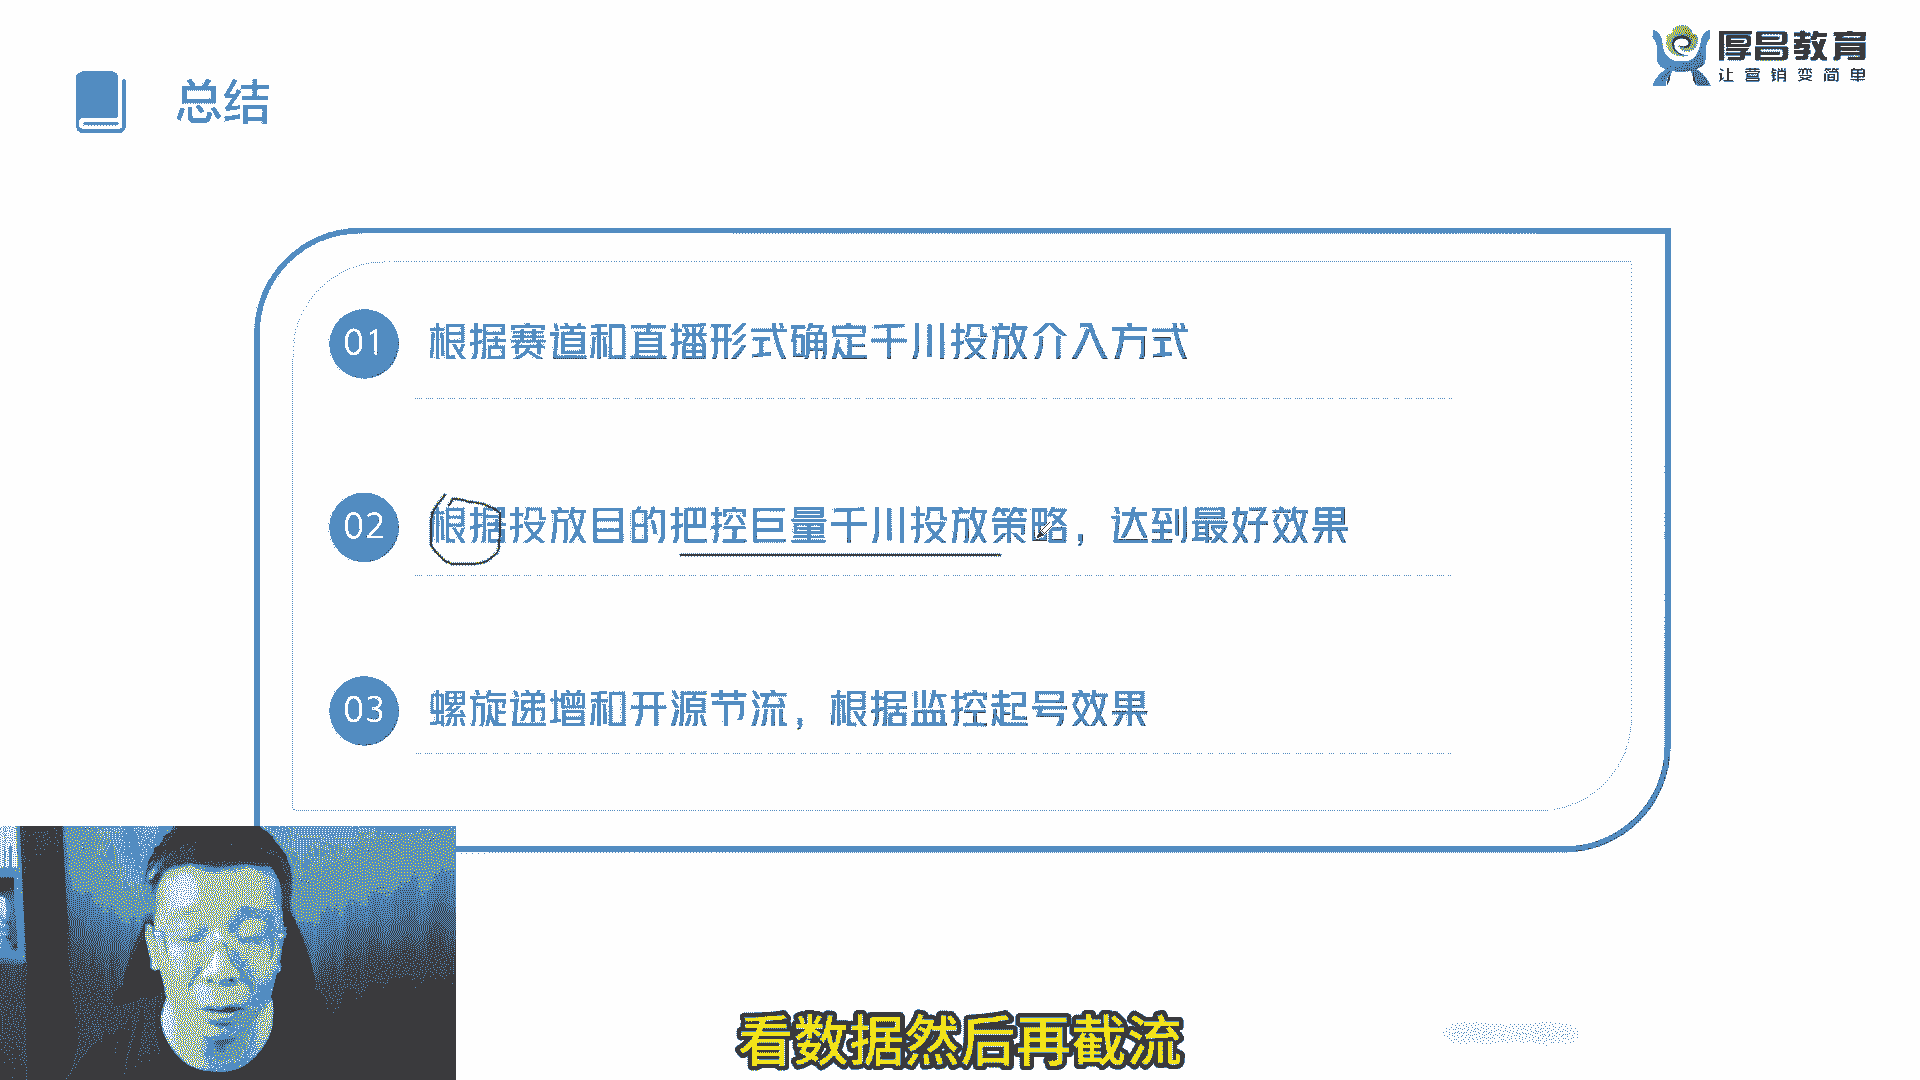 厚昌教育
让营销变简单
总结
01 根据赛道和直播形式确定千川投放介入方式
02 根据投放目的把控巨量千川投放策略，达到最好效果
03 螺旋递增和开源节流，根据监控起号效果
看数据然后再截流